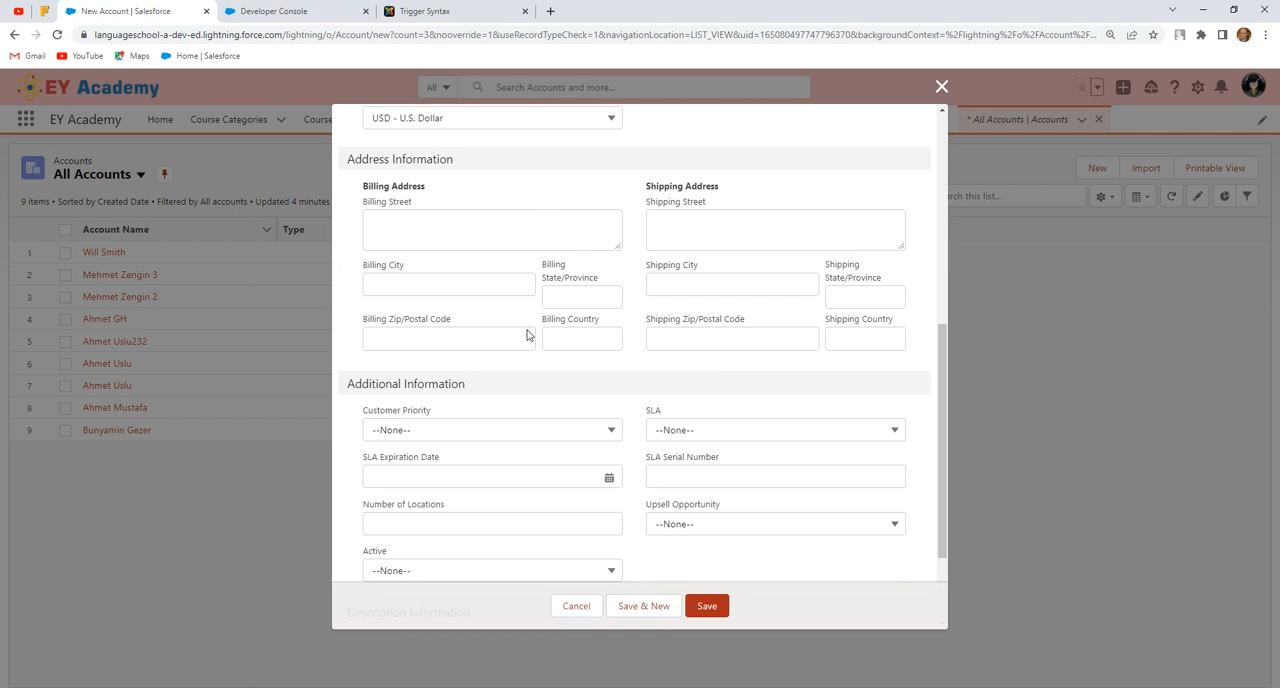 New Account | Salesforce
Developer Console
Trigger Syntax
languageschool-a-dev-ed.lightning.force.com/lightning/o/Account/new?count=3&nooverride=1&useRecordTypeCheck=1&navigationLocation=LIST_VIEW&uid=165080497747796370&backgroundContext=%2Flightning%2Fo%2FAccount%2F...
Gmail
YouTube
Maps
Home | Salesforce
EY Academy
All
Search Accounts and more...
EY Academy
Home
Course Categories
Course
* All Accounts | Accounts
Accounts
All Accounts
New
Import
Printable View
9 items • Sorted by Created Date • Filtered by All accounts • Updated 4 minutes
this list...
Account Name
Type
1 Will Smith
2 Mehmet Zengin 3
3 Mehmet Zengin 2
4 Ahmet GH
5 Ahmet Uslu232
6 Ahmet Uslu
7 Ahmet Uslu
8 Ahmet Mustafa
9 Bunyamin Gezer
USD - U.S. Dollar
Address Information
Billing Address
Shipping Address
Billing Street
Shipping Street
Billing City
Billing
State/Province
Shipping City
Shipping
State/Province
Billing Zip/Postal Code
Billing Country
Shipping Zip/Postal Code
Shipping Country
Additional Information
Customer Priority
SLA
--None--
--None--
SLA Expiration Date
SLA Serial Number
Number of Locations
Upsell Opportunity
--None--
Active
--None--
Description Information
Cancel
Save & New
Save